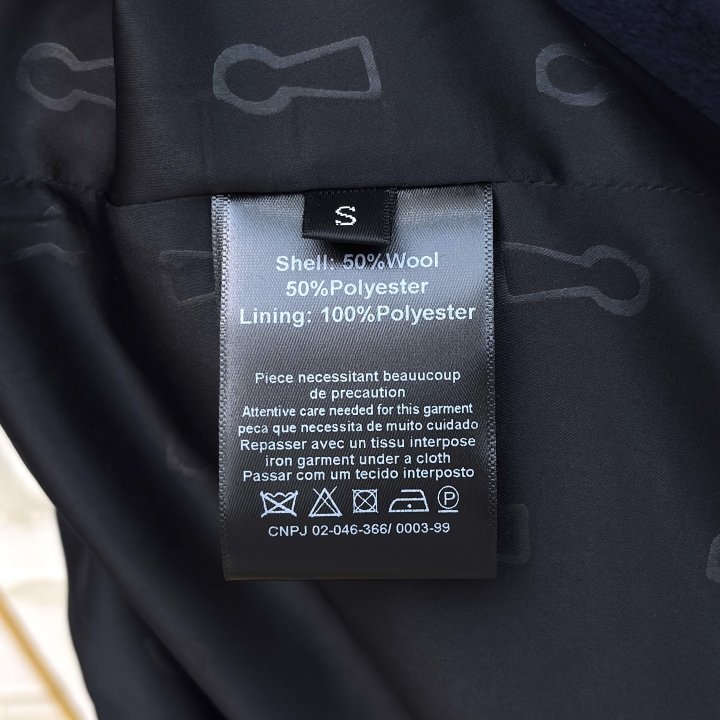 S
Shell: 50%Wool
50%Polyester
Lining: 100%Polyester
Piece necessitant beauucoup
de precaution
Attentive care needed for this garment
peca que necessita de muito cuidado
Repasser avec un tissu interpose
iron garment under a cloth
Passar com um tecido interposto
P
CNPJ 02-046-366/ 0003-99